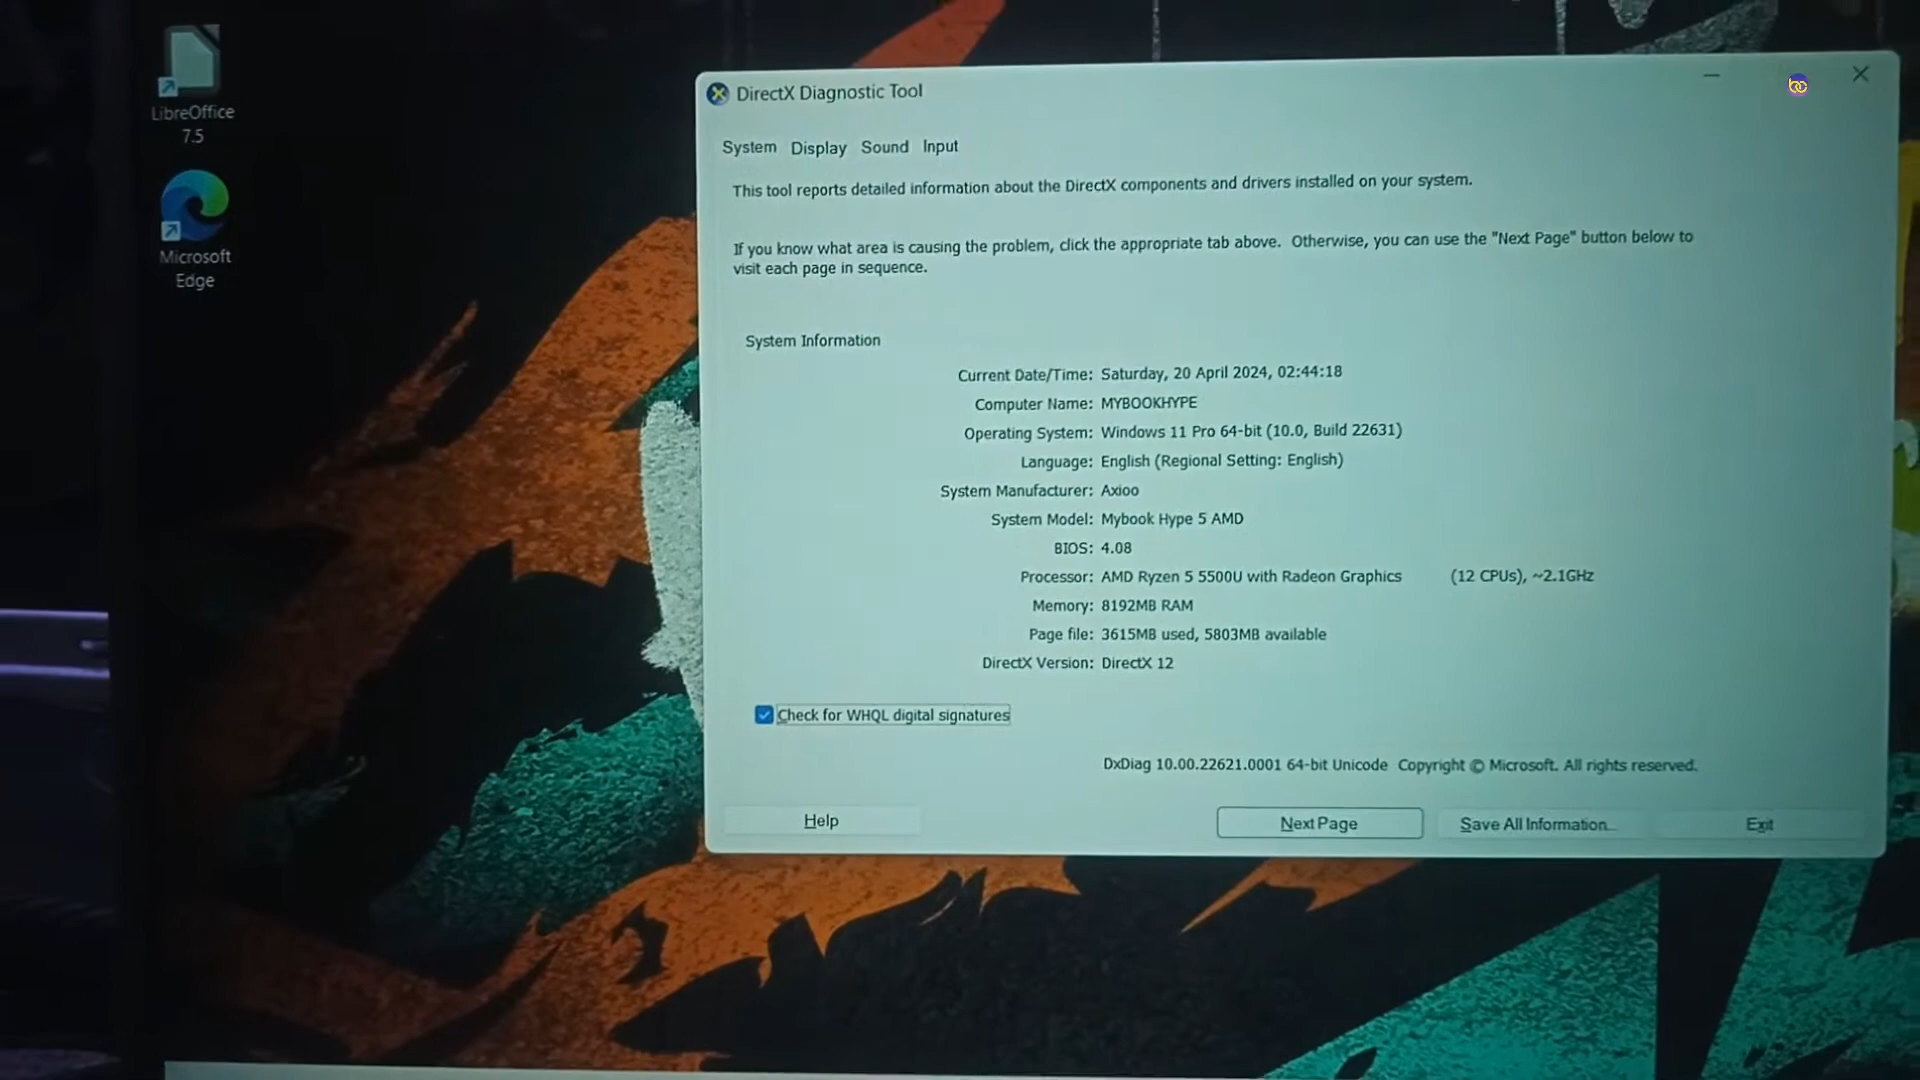 LibreOffice
7.5
Microsoft
Edge
DirectX Diagnostic Tool
System Display Sound Input
This tool reports detailed information about the DirectX components and drivers installed on your system.
If you know what area is causing the problem, click the appropriate tab above. Otherwise, you can use the "Next Page" button below to
visit each page in sequence.
System Information
Current Date/Time: Saturday, 20 April 2024, 02:44:18
Computer Name: MYBOOKHYPE
Operating System: Windows 11 Pro 64-bit (10.0, Build 22631)
Language: English (Regional Setting: English)
System Manufacturer: Axioo
System Model: Mybook Hype 5 AMD
BIOS: 4.08
Processor: AMD Ryzen 5 5500U with Radeon Graphics (12 CPUs), ~2.1GHz
Memory: 8192MB RAM
Page file: 3615MB used, 5803MB available
DirectX Version: DirectX 12
Check for WHQL digital signatures
DxDiag 10.00.22621.0001 64-bit Unicode Copyright © Microsoft. All rights reserved.
Help
Next Page
Save All Information...
Exit